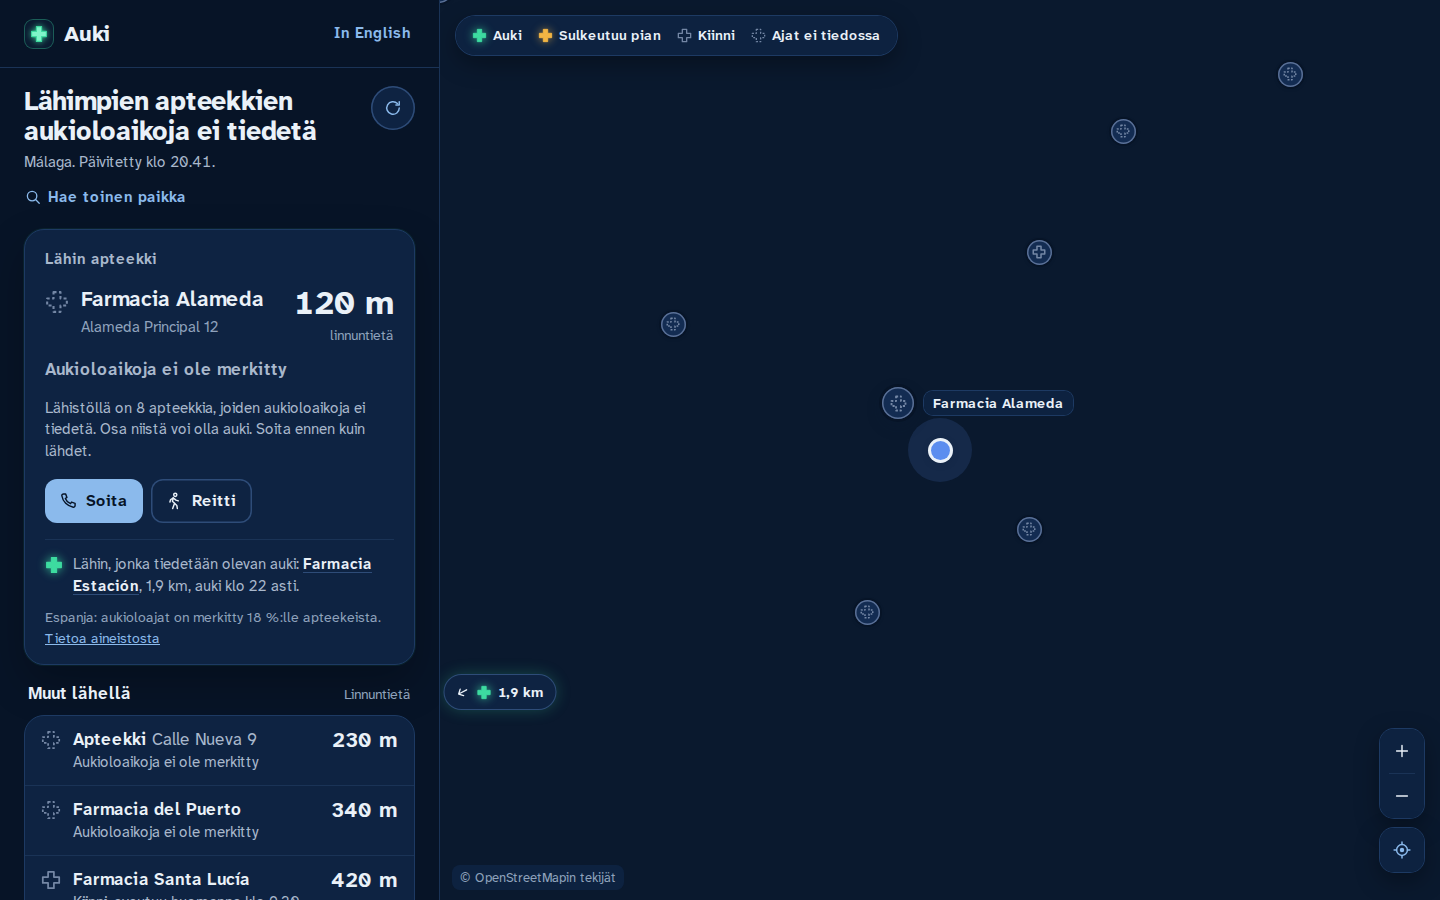 Auki
In English
Lähimpien apteekkien
aukioloaikoja ei tiedetä
Málaga. Päivitetty klo 20.41.
Hae toinen paikka
Lähin apteekki
Farmacia Alameda
120 m
Alameda Principal 12
linnuntietä
Aukioloaikoja ei ole merkitty
Lähistöllä on 8 apteekkia, joiden aukioloaikoja ei
tiedetä. Osa niistä voi olla auki. Soita ennen kuin
lähdet.
Soita
Reitti
Lähin, jonka tiedetään olevan auki: Farmacia
Estación, 1,9 km, auki klo 22 asti.
Espanja: aukioloajat on merkitty 18 %:lle apteekeista.
Tietoa aineistosta
Muut lähellä
Linnuntietä
Apteekki Calle Nueva 9
230 m
Aukioloaikoja ei ole merkitty
Farmacia del Puerto
340 m
Aukioloaikoja ei ole merkitty
Farmacia Santa Lucía
420 m
Auki
Sulkeutuu pian
Kiinni
Ajat ei tiedossa
Farmacia Alameda
1,9 km
© OpenStreetMapin tekijät